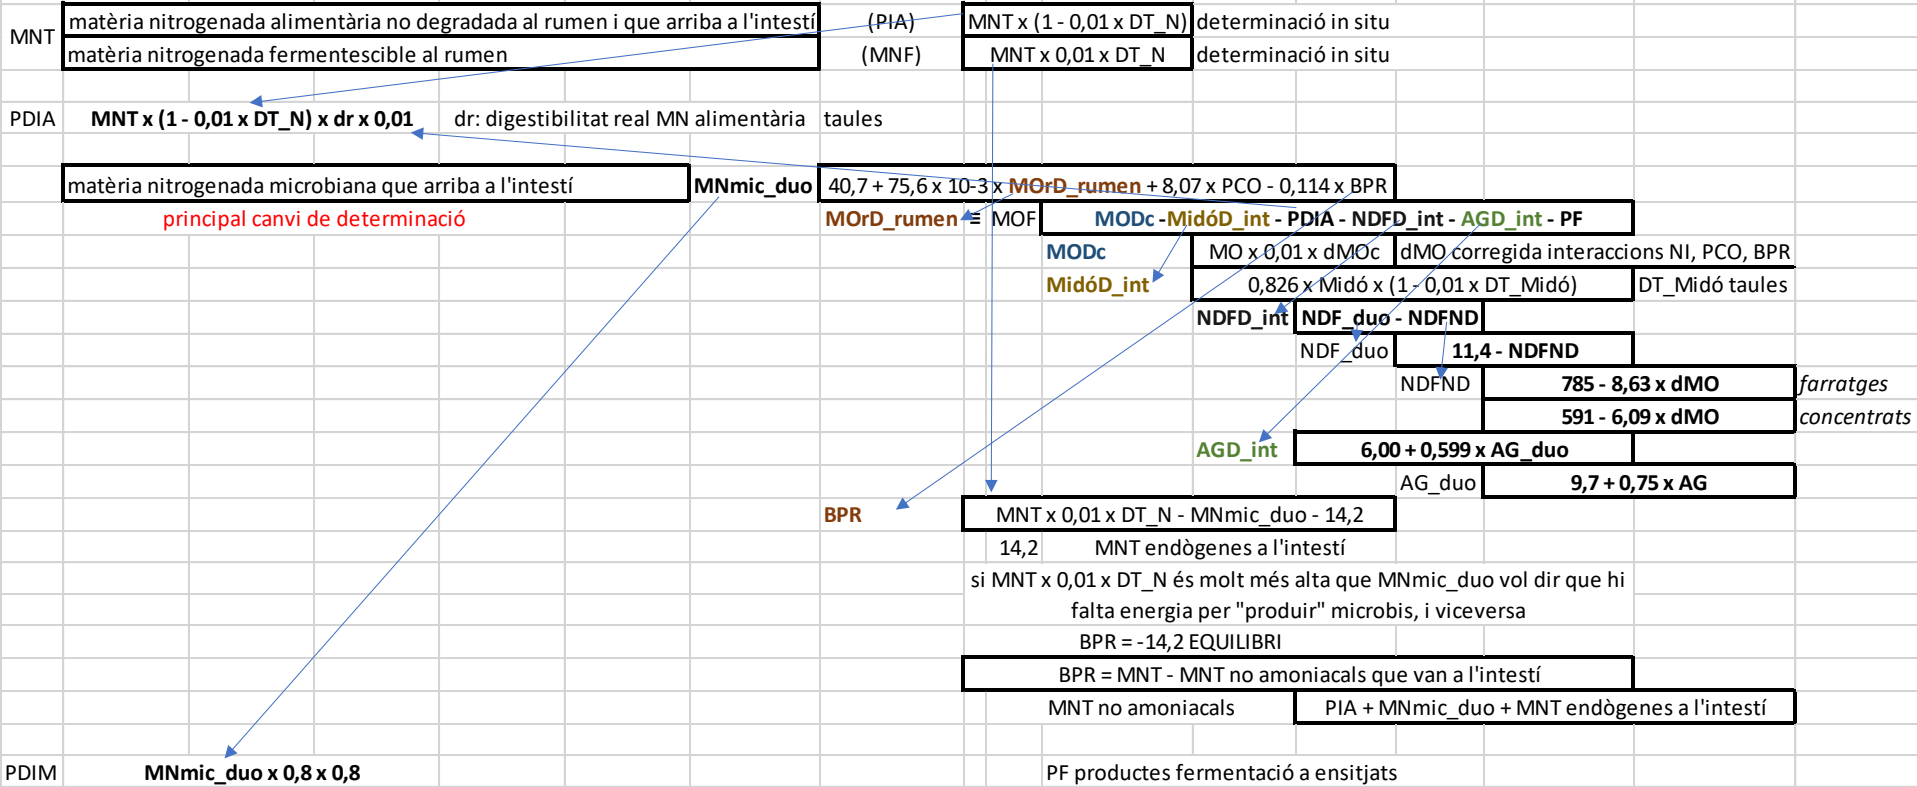 matèria nitrogenada alimentària no degradada al rumen i que arriba a l'intestí (PIA) MNT x (1 - 0,01 x DT_N) determinació in situ
MNT
matèria nitrogenada fermentescible al rumen (MNF) MNT x 0,01 x DT_N determinació in situ
PDIA MNT x (1 - 0,01 x DT_N) x dr x 0,01 dr: digestibilitat real MN alimentària taules
matèria nitrogenada microbiana que arriba a l'intestí MNmic_duo 40,7 + 75,6 x 10-3 x MOrD_rumen + 8,07 x PCO - 0,114 x BPR
principal canvi de determinació MOrD_rumen = MOF MODc -MidóD_int - PDIA - NDFD_int - AGD_int - PF
MODc MO x 0,01 x dMOc dMO corregida interaccions NI, PCO, BPR
MidóD_int 0,826 x Midó x (1 - 0,01 x DT_Midó) DT_Midó taules
NDFD_int NDF_duo - NDFND
NDF_duo 11,4 - NDFND
NDFND 785 - 8,63 x dMO farratges
591 - 6,09 x dMO concentrats
AGD_int 6,00 + 0,599 x AG_duo
AG_duo 9,7 + 0,75 x AG
BPR MNT x 0,01 x DT_N - MNmic_duo - 14,2
14,2 MNT endògenes a l'intestí
si MNT x 0,01 x DT_N és molt més alta que MNmic_duo vol dir que hi
falta energia per "produir" microbis, i viceversa
BPR = -14,2 EQUILIBRI
BPR = MNT - MNT no amoniacals que van a l'intestí
MNT no amoniacals PIA + MNmic_duo + MNT endògenes a l'intestí
PDIM MNmic_duo x 0,8 x 0,8 PF productes fermentació a ensitjats